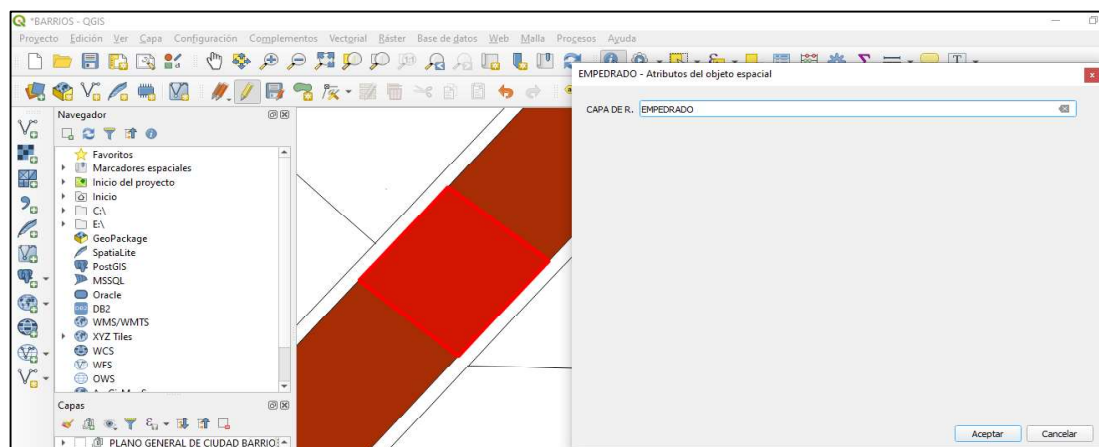 *BARRIOS - QGIS
Proyecto Edición Ver Capa Configuración Complementos Vectorial Ráster Base de datos Web Malla Procesos Ayuda
EMPEDRADO - Atributos del objeto espacial
CAPA DE R. EMPEDRADO
Navegador
Favoritos
Marcadores espaciales
Inicio del proyecto
Inicio
C:\
E:\
GeoPackage
SpatiaLite
PostGIS
MSSQL
Oracle
DB2
WMS/WMTS
XYZ Tiles
WCS
WFS
OWS
Capas
PLANO GENERAL DE CIUDAD BARRIO
Aceptar Cancelar